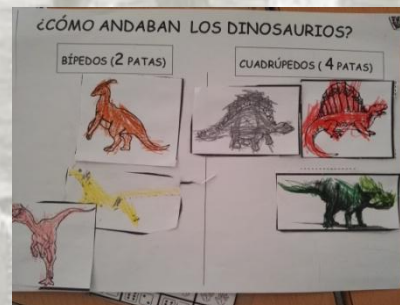 ¿CÓMO ANDABAN LOS DINOSAURIOS?
BÍPEDOS (2 PATAS)
CUADRÚPEDOS ( 4 PATAS)